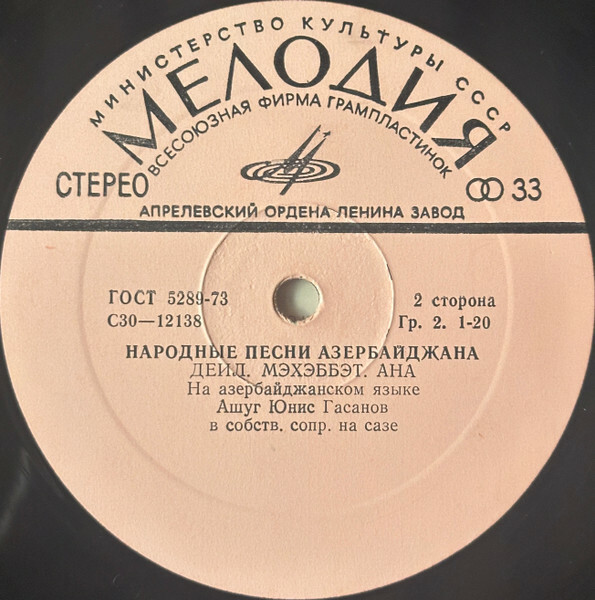 МИНИСТЕРСТВО КУЛЬТУРЫ СССР
МЕЛОДИЯ
ВСЕСОЮЗНАЯ ФИРМА ГРАМПЛАСТИНОК
СТЕРЕО 33
АПРЕЛЕВСКИЙ ОРДЕНА ЛЕНИНА ЗАВОД
ГОСТ 5289-73 2 сторона
С30—12138 Гр. 2. 1-20
НАРОДНЫЕ ПЕСНИ АЗЕРБАЙДЖАНА
ДЕИЛ. МЭХЭББЭТ. АНА
На азербайджанском языке
Ашуг Юнис Гасанов
в собств. сопр. на сазе